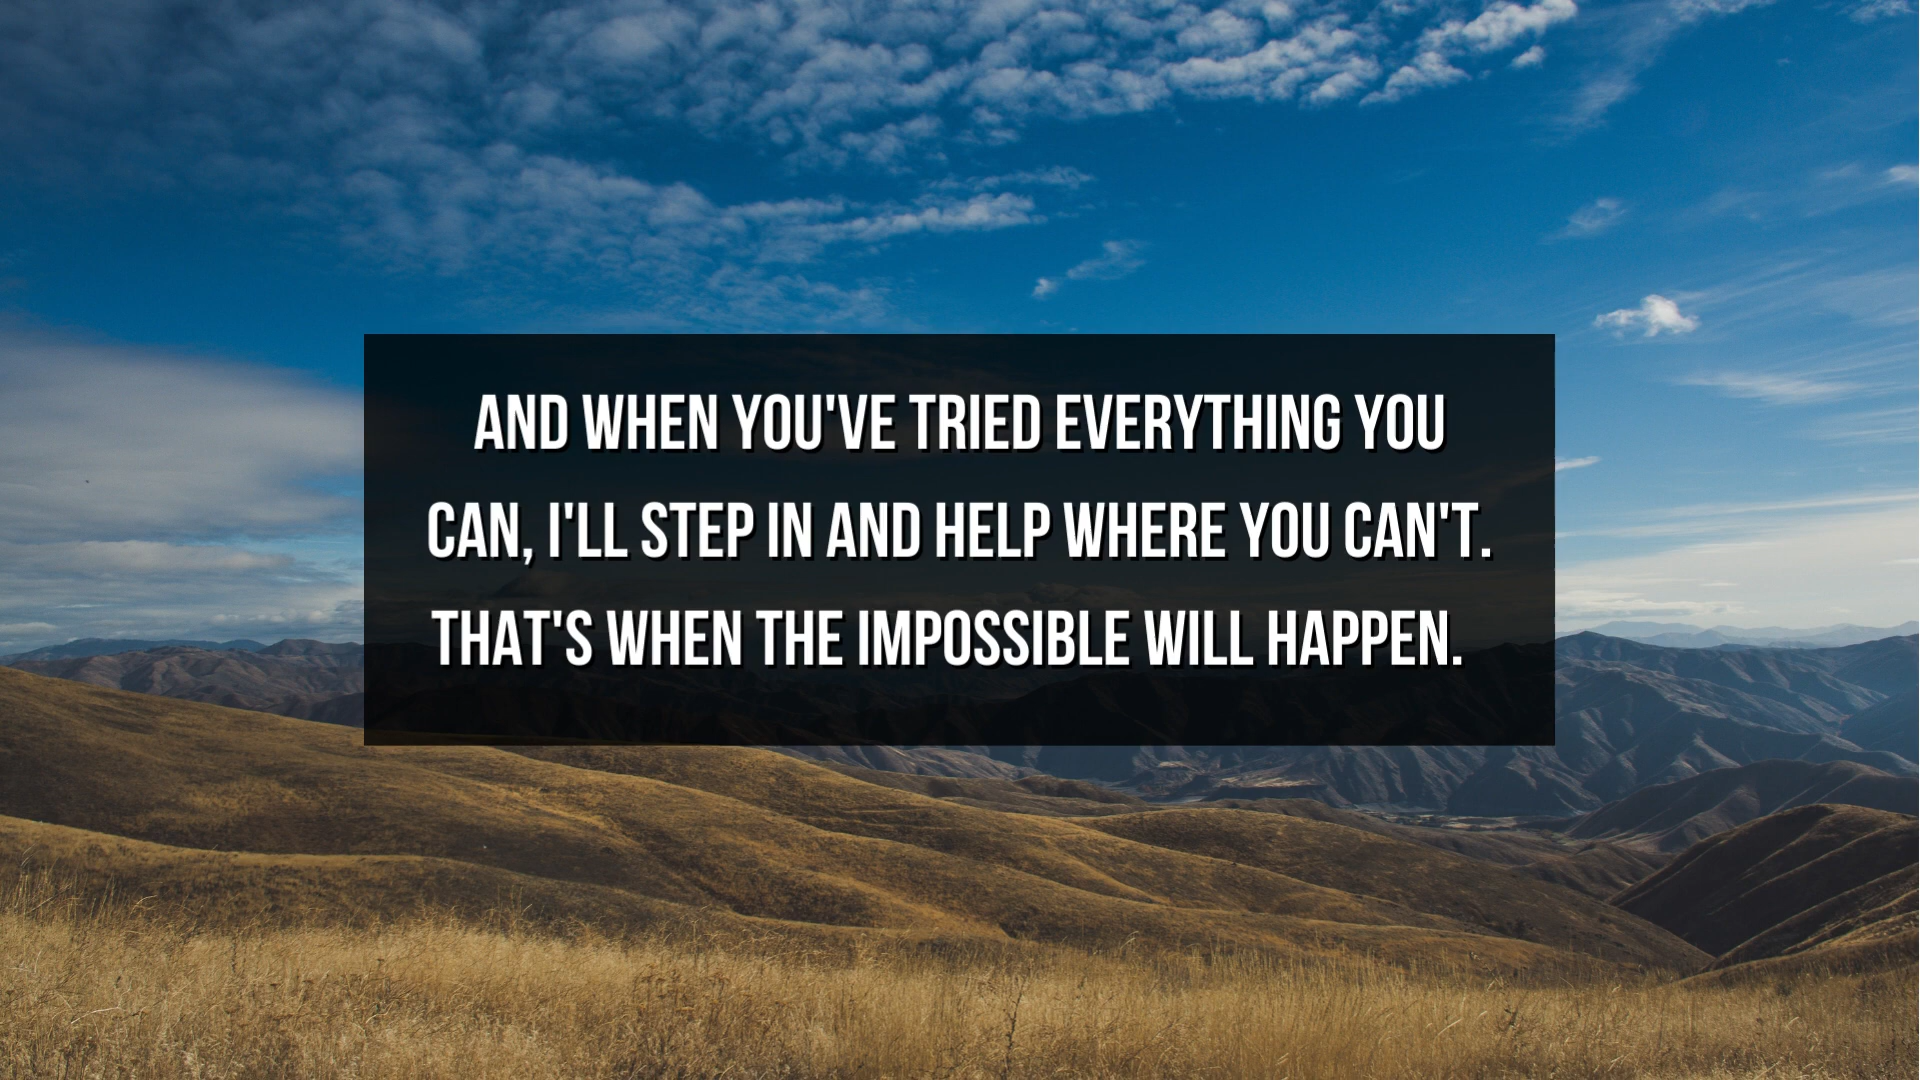 AND WHEN YOU'VE TRIED EVERYTHING YOU
CAN, I'LL STEP IN AND HELP WHERE YOU CAN'T.
THAT'S WHEN THE IMPOSSIBLE WILL HAPPEN.